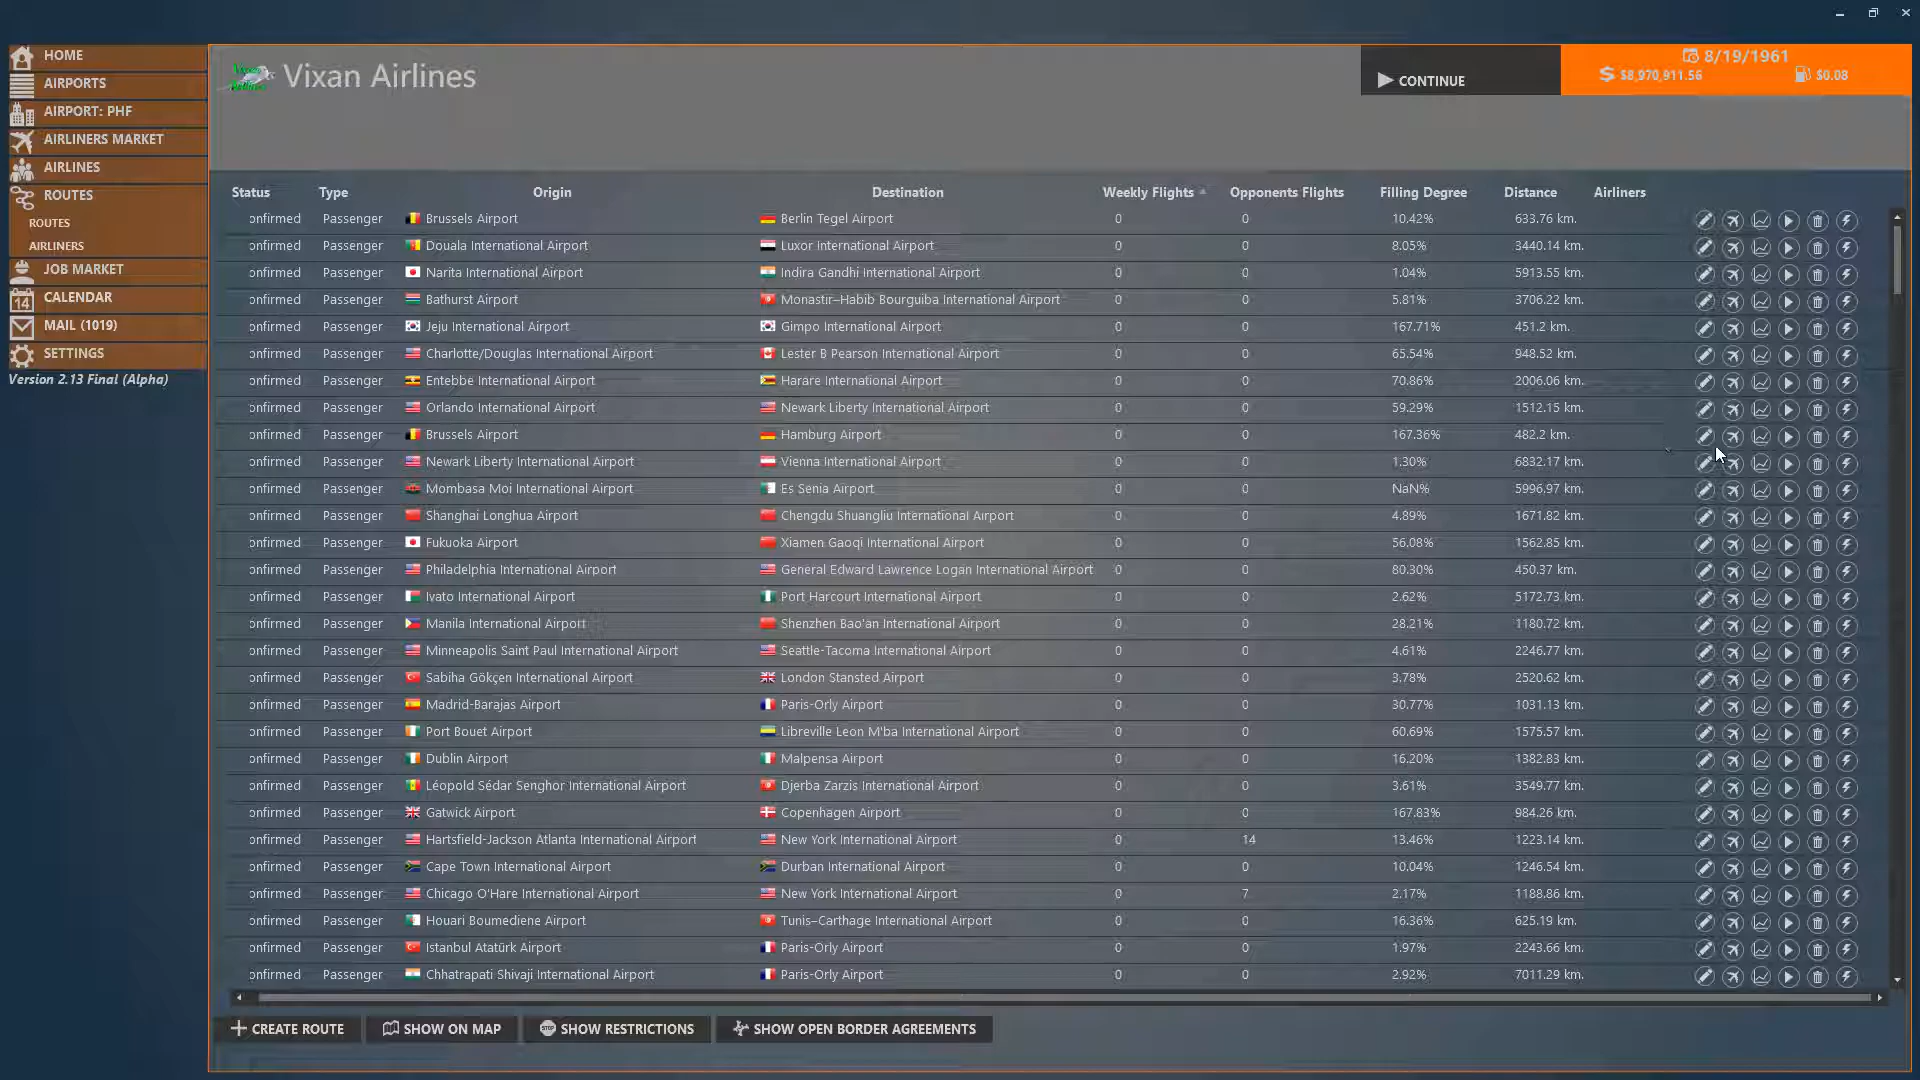 8/19/1961
HOME
Vixan Airlines
CONTINUE
$8,970,911.56 $0.08
AIRPORTS
AIRPORT: PHF
AIRLINERS MARKET
AIRLINES
ROUTES
ROUTES
AIRLINERS
JOB MARKET
14 CALENDAR
MAIL (1019)
SETTINGS
Version 2.13 Final (Alpha)
Status Type Origin Destination Weekly Flights Opponents Flights Filling Degree Distance Airliners
onfirmed Passenger Brussels Airport Berlin Tegel Airport 0 0 10.42% 633.76 km.
onfirmed Passenger Douala International Airport Luxor International Airport 0 0 8.05% 3440.14 km.
onfirmed Passenger Narita International Airport Indira Gandhi International Airport 0 0 1.04% 5913.55 km.
onfirmed Passenger Bathurst Airport Monastir–Habib Bourguiba International Airport 0 0 5.81% 3706.22 km.
onfirmed Passenger Jeju International Airport Gimpo International Airport 0 0 167.71% 451.2 km.
onfirmed Passenger Charlotte/Douglas International Airport Lester B Pearson International Airport 0 0 65.54% 948.52 km.
onfirmed Passenger Entebbe International Airport Harare International Airport 0 0 70.86% 2006.06 km.
onfirmed Passenger Orlando International Airport Newark Liberty International Airport 0 0 59.29% 1512.15 km.
onfirmed Passenger Brussels Airport Hamburg Airport 0 0 167.36% 482.2 km.
onfirmed Passenger Newark Liberty International Airport Vienna International Airport 0 0 1.30% 6832.17 km.
onfirmed Passenger Mombasa Moi International Airport Es Senia Airport 0 0 NaN% 5996.97 km.
onfirmed Passenger Shanghai Longhua Airport Chengdu Shuangliu International Airport 0 0 4.89% 1671.82 km.
onfirmed Passenger Fukuoka Airport Xiamen Gaoqi International Airport 0 0 56.08% 1562.85 km.
onfirmed Passenger Philadelphia International Airport General Edward Lawrence Logan International Airport 0 0 80.30% 450.37 km.
onfirmed Passenger Ivato International Airport Port Harcourt International Airport 0 0 2.62% 5172.73 km.
onfirmed Passenger Manila International Airport Shenzhen Bao'an International Airport 0 0 28.21% 1180.72 km.
onfirmed Passenger Minneapolis Saint Paul International Airport Seattle-Tacoma International Airport 0 0 4.61% 2246.77 km.
onfirmed Passenger Sabiha Gökçen International Airport London Stansted Airport 0 0 3.78% 2520.62 km.
onfirmed Passenger Madrid-Barajas Airport Paris-Orly Airport 0 0 30.77% 1031.13 km.
onfirmed Passenger Port Bouet Airport Libreville Leon M'ba International Airport 0 0 60.69% 1575.57 km.
onfirmed Passenger Dublin Airport Malpensa Airport 0 0 16.20% 1382.83 km.
onfirmed Passenger Léopold Sédar Senghor International Airport Djerba Zarzis International Airport 0 0 3.61% 3549.77 km.
onfirmed Passenger Gatwick Airport Copenhagen Airport 0 0 167.83% 984.26 km.
onfirmed Passenger Hartsfield-Jackson Atlanta International Airport New York International Airport 0 14 13.46% 1223.14 km.
onfirmed Passenger Cape Town International Airport Durban International Airport 0 0 10.04% 1246.54 km.
onfirmed Passenger Chicago O'Hare International Airport New York International Airport 0 7 2.17% 1188.86 km.
onfirmed Passenger Houari Boumediene Airport Tunis–Carthage International Airport 0 0 16.36% 625.19 km.
onfirmed Passenger Istanbul Atatürk Airport Paris-Orly Airport 0 0 1.97% 2243.66 km.
onfirmed Passenger Chhatrapati Shivaji International Airport Paris-Orly Airport 0 0 2.92% 7011.29 km.
CREATE ROUTE SHOW ON MAP STOP SHOW RESTRICTIONS SHOW OPEN BORDER AGREEMENTS